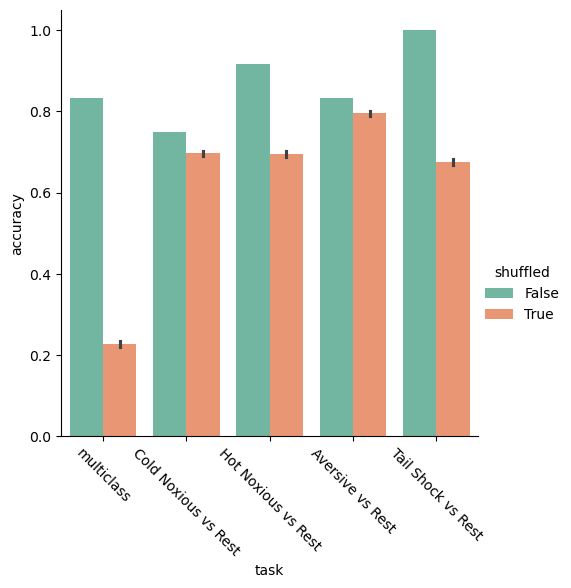 1.0
0.8
0.6
0.4
0.2
0.0
accuracy
multiclass
Cold Noxious vs Rest
Hot Noxious vs Rest
Aversive vs Rest
Tail Shock vs Rest
task
shuffled
False
True